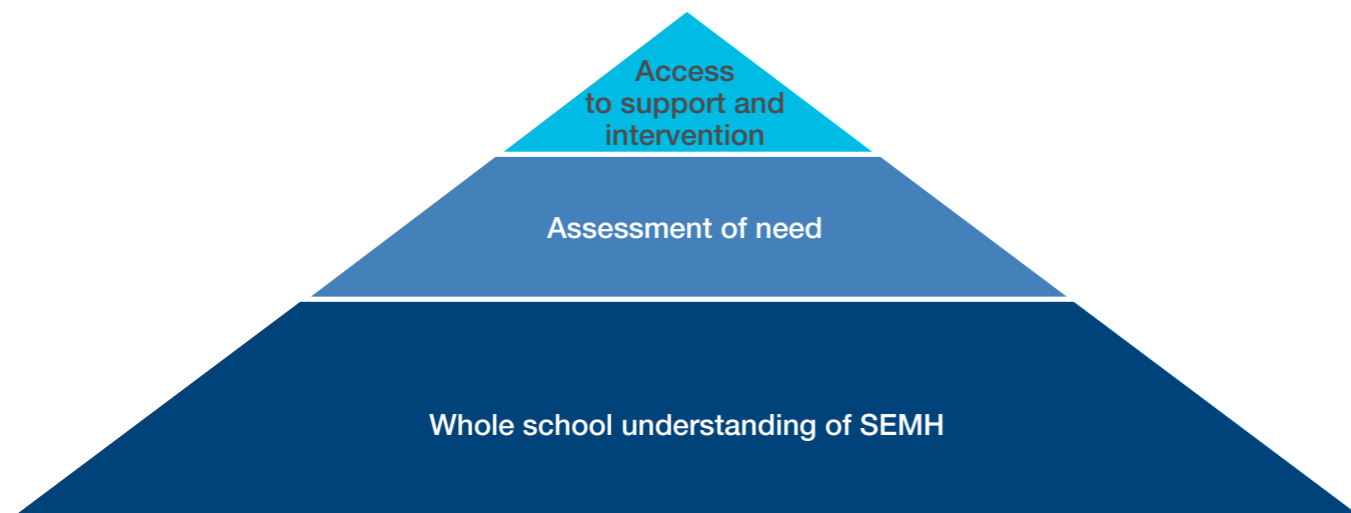 Access
to support and
intervention
Assessment of need
Whole school understanding of SEMH